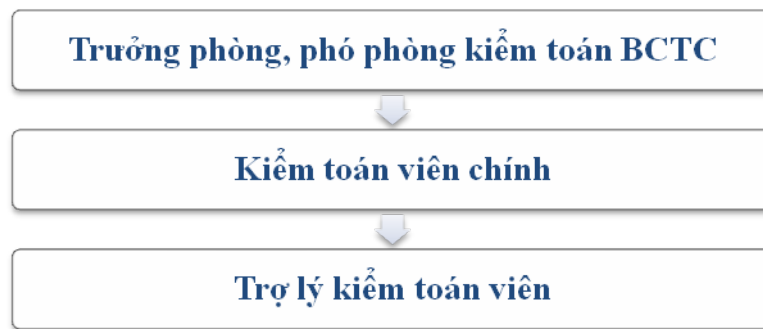 Trưởng phòng, phó phòng kiểm toán BCTC
Kiểm toán viên chính
Trợ lý kiểm toán viên